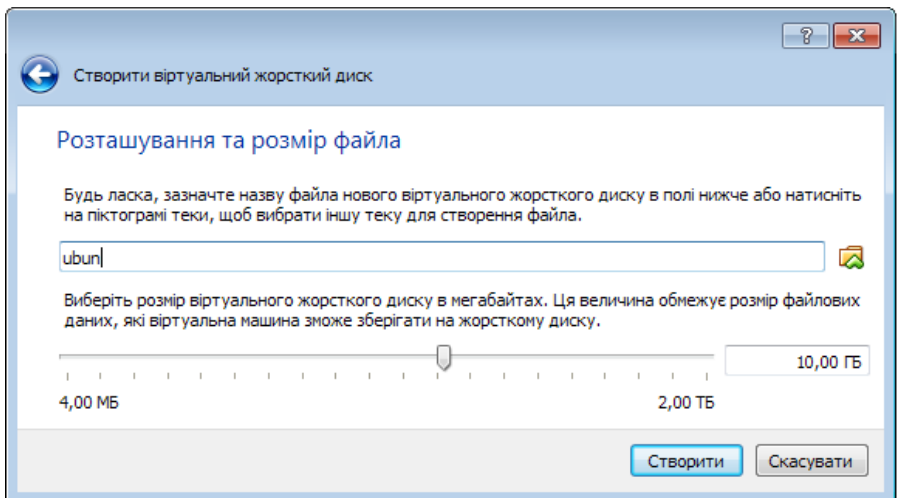 Створити віртуальний жорсткий диск
Розташування та розмір файла
Будь ласка, зазначте назву файла нового віртуального жорсткого диску в полі нижче або натисніть
на піктограмі теки, щоб вибрати іншу теку для створення файла.
ubun
Виберіть розмір віртуального жорсткого диску в мегабайтах. Ця величина обмежує розмір файлових
даних, які віртуальна машина зможе зберігати на жорсткому диску.
10,00 ГБ
4,00 МБ 2,00 ТБ
Створити Скасувати